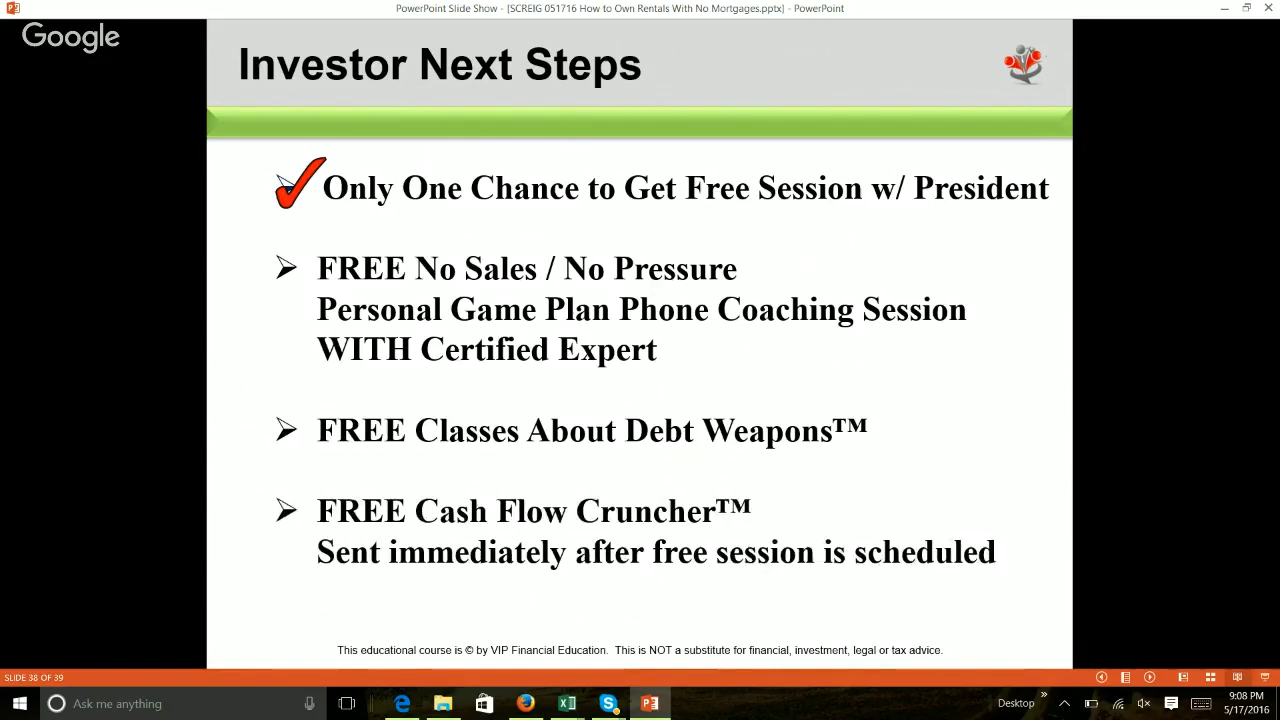 PowerPoint Slide Show - [SCREIG 051716 How to Own Rentals With No Mortgages.pptx] - PowerPoint
Google
Investor Next Steps
Only One Chance to Get Free Session w/ President
FREE No Sales / No Pressure
Personal Game Plan Phone Coaching Session
WITH Certified Expert
FREE Classes About Debt Weapons™
FREE Cash Flow Cruncher™
Sent immediately after free session is scheduled
This educational course is © by VIP Financial Education. This is NOT a substitute for financial, investment, legal or tax advice.
SLIDE 38 OF 39
Ask me anything
Desktop
9:08 PM
5/17/2016